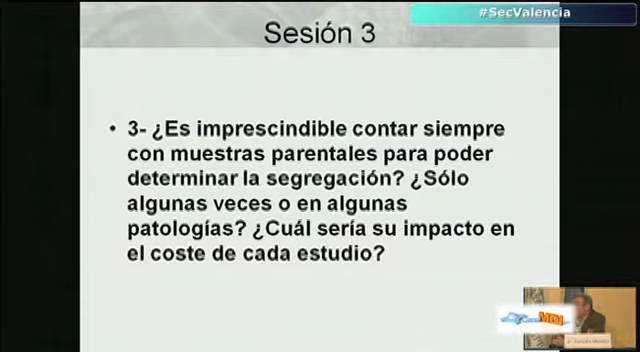 #SecValencia
Sesión 3
• 3- ¿Es imprescindible contar siempre
con muestras parentales para poder
determinar la segregación? ¿Sólo
algunas veces o en algunas
patologías? ¿Cuál sería su impacto en
el coste de cada estudio?